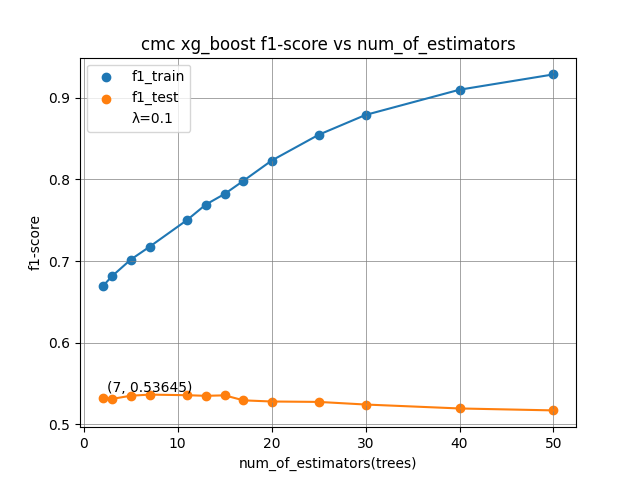 cmc xg_boost f1-score vs num_of_estimators
f1_train
f1_test
λ=0.1
f1-score
0.9
0.8
0.7
0.6
0.5
(7, 0.53645)
0 10 20 30 40 50
num_of_estimators(trees)